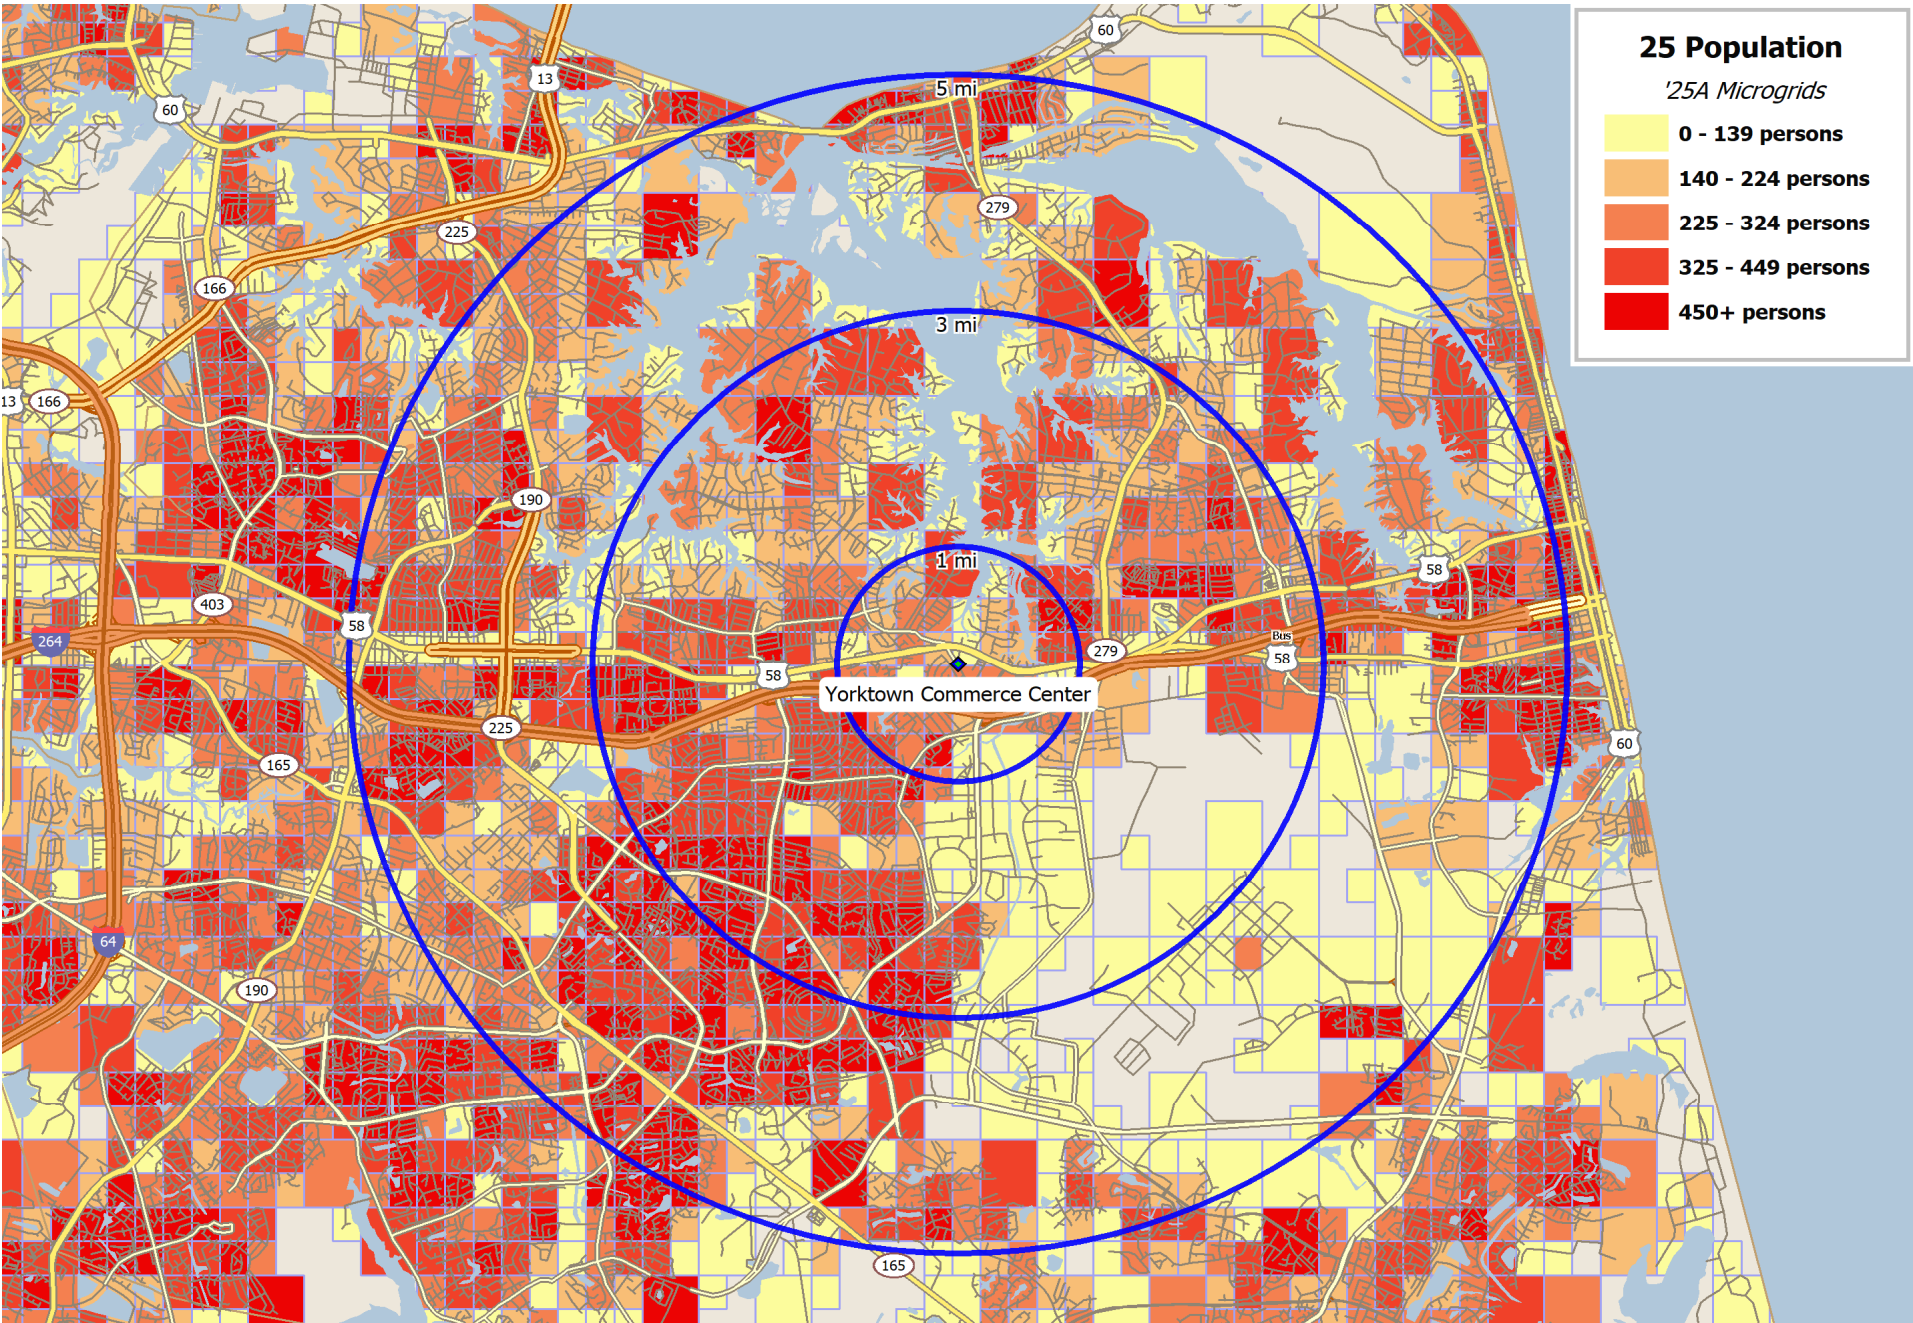 25 Population
'25A Microgrids
0 - 139 persons
140 - 224 persons
225 - 324 persons
325 - 449 persons
450+ persons
60
13
60
5 mi
279
225
166
3 mi
13
166
190
1 mi
58
403
58
264
Bus
58
279
58
Yorktown Commerce Center
225
60
165
64
190
165